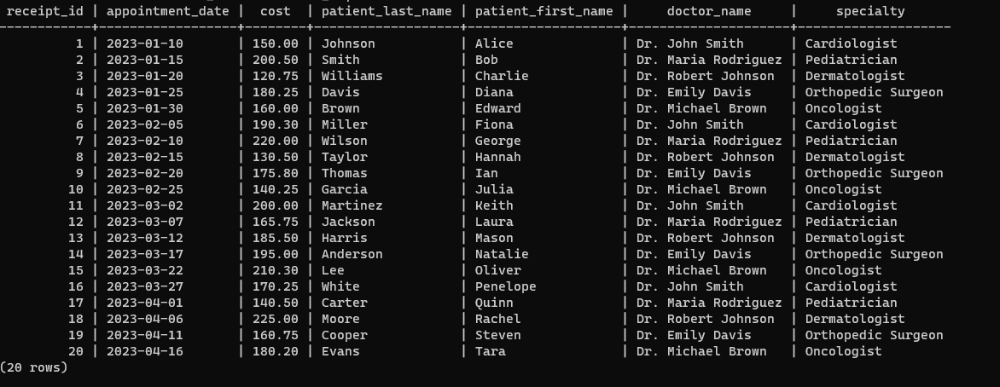 receipt_id | appointment_date | cost | patient_last_name | patient_first_name | doctor_name | specialty
------------+------------------+--------+-------------------+--------------------+---------------------+--------------------
1 | 2023-01-10 | 150.00 | Johnson | Alice | Dr. John Smith | Cardiologist
2 | 2023-01-15 | 200.50 | Smith | Bob | Dr. Maria Rodriguez | Pediatrician
3 | 2023-01-20 | 120.75 | Williams | Charlie | Dr. Robert Johnson | Dermatologist
4 | 2023-01-25 | 180.25 | Davis | Diana | Dr. Emily Davis | Orthopedic Surgeon
5 | 2023-01-30 | 160.00 | Brown | Edward | Dr. Michael Brown | Oncologist
6 | 2023-02-05 | 190.30 | Miller | Fiona | Dr. John Smith | Cardiologist
7 | 2023-02-10 | 220.00 | Wilson | George | Dr. Maria Rodriguez | Pediatrician
8 | 2023-02-15 | 130.50 | Taylor | Hannah | Dr. Robert Johnson | Dermatologist
9 | 2023-02-20 | 175.80 | Thomas | Ian | Dr. Emily Davis | Orthopedic Surgeon
10 | 2023-02-25 | 140.25 | Garcia | Julia | Dr. Michael Brown | Oncologist
11 | 2023-03-02 | 200.00 | Martinez | Keith | Dr. John Smith | Cardiologist
12 | 2023-03-07 | 165.75 | Jackson | Laura | Dr. Maria Rodriguez | Pediatrician
13 | 2023-03-12 | 185.50 | Harris | Mason | Dr. Robert Johnson | Dermatologist
14 | 2023-03-17 | 195.00 | Anderson | Natalie | Dr. Emily Davis | Orthopedic Surgeon
15 | 2023-03-22 | 210.30 | Lee | Oliver | Dr. Michael Brown | Oncologist
16 | 2023-03-27 | 170.25 | White | Penelope | Dr. John Smith | Cardiologist
17 | 2023-04-01 | 140.50 | Carter | Quinn | Dr. Maria Rodriguez | Pediatrician
18 | 2023-04-06 | 225.00 | Moore | Rachel | Dr. Robert Johnson | Dermatologist
19 | 2023-04-11 | 160.75 | Cooper | Steven | Dr. Emily Davis | Orthopedic Surgeon
20 | 2023-04-16 | 180.20 | Evans | Tara | Dr. Michael Brown | Oncologist
(20 rows)